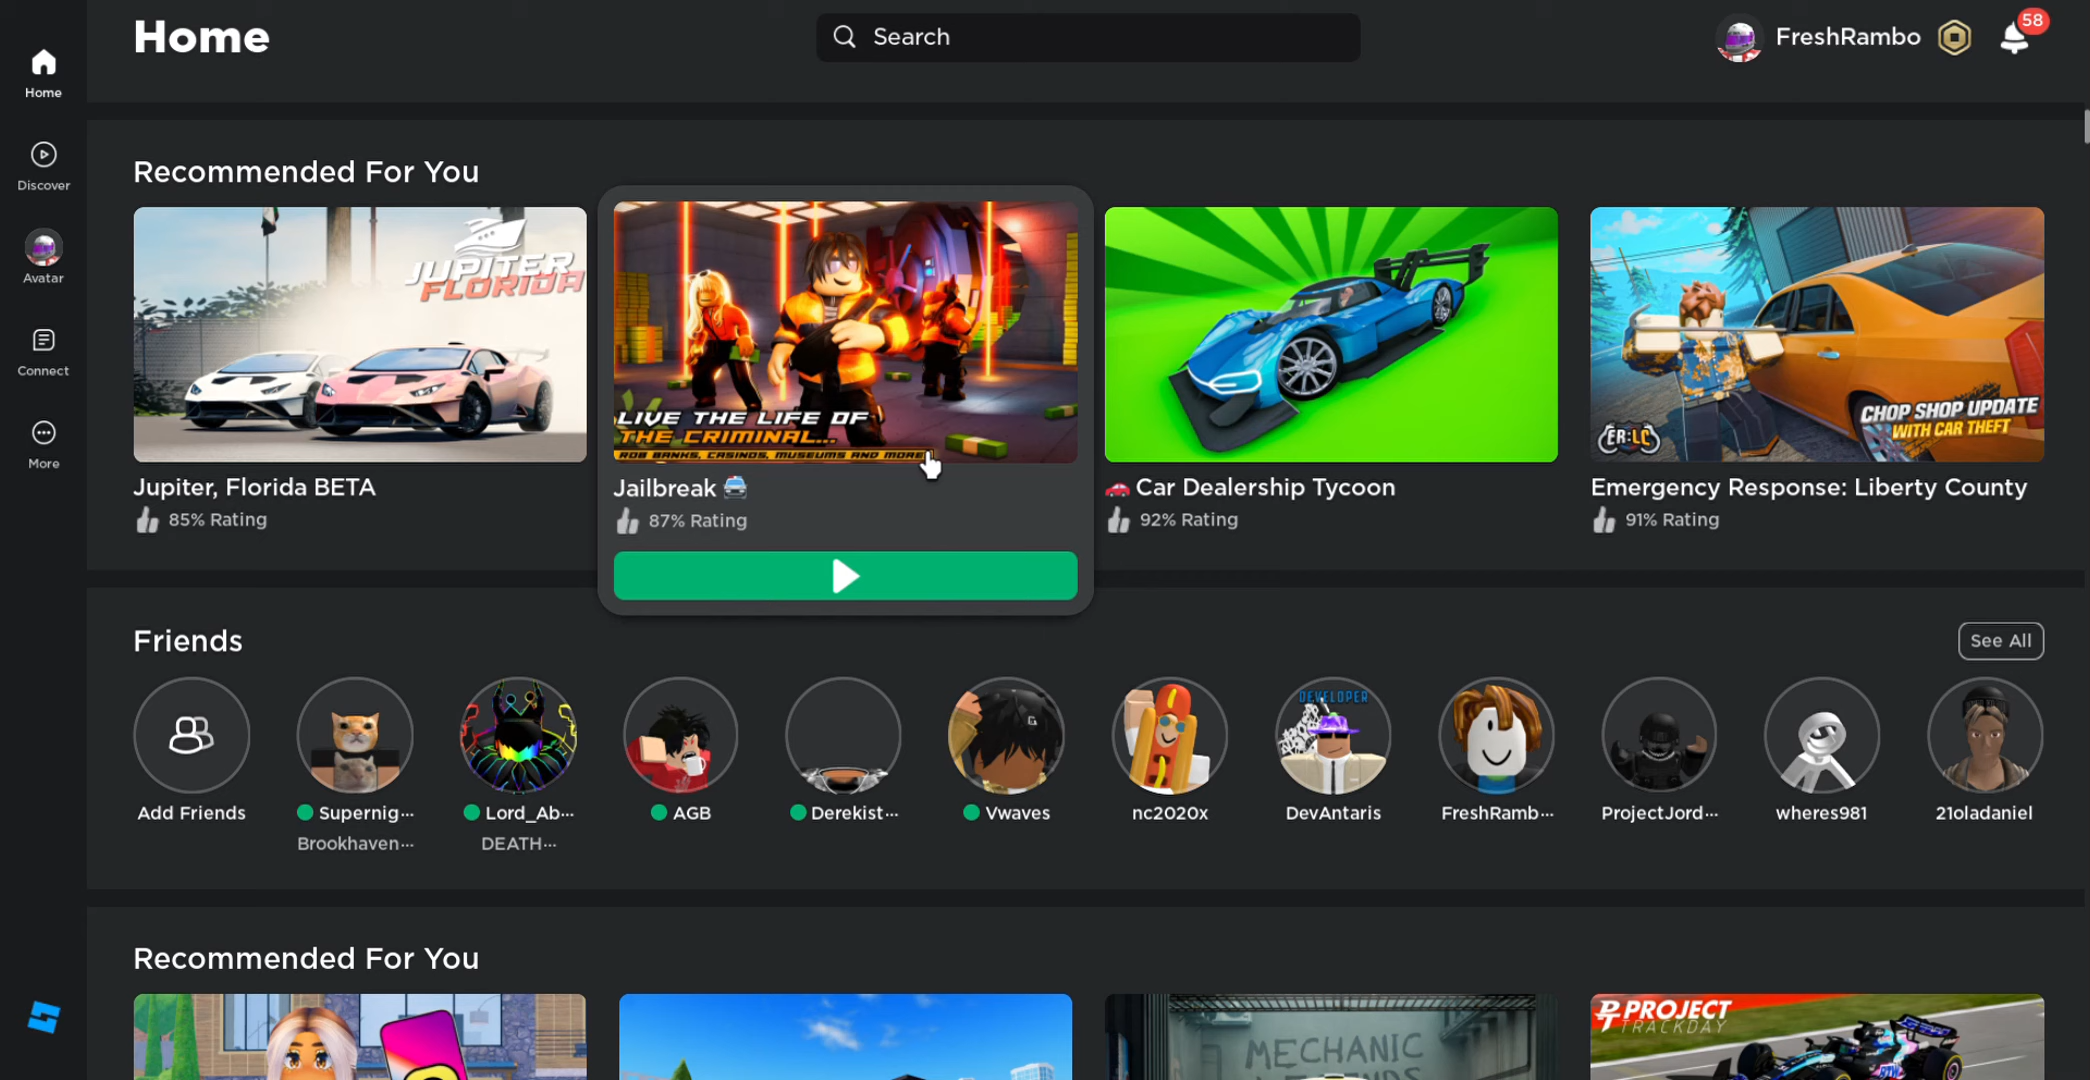 Home
Search
FreshRambo
58
Home
Discover
Avatar
Connect
More
Recommended For You
JUPITER
FLORIDA
LIVE THE LIFE OF
THE CRIMINAL...
ROB BANKS, CASINOS, MUSEUMS AND MORE!
ER:LC
CHOP SHOP UPDATE
WITH CAR THEFT
Jupiter, Florida BETA
85% Rating
Jailbreak 🚔
87% Rating
🚗 Car Dealership Tycoon
92% Rating
Emergency Response: Liberty County
91% Rating
Friends
See All
DEVELOPER
Add Friends
Supernig...
Lord_Ab...
AGB
Derekist...
Vwaves
nc2020x
DevAntaris
FreshRamb...
ProjectJord...
wheres981
21oladaniel
Brookhaven...
DEATH...
Recommended For You
MECHANIC
PROJECT
TRACKDAY